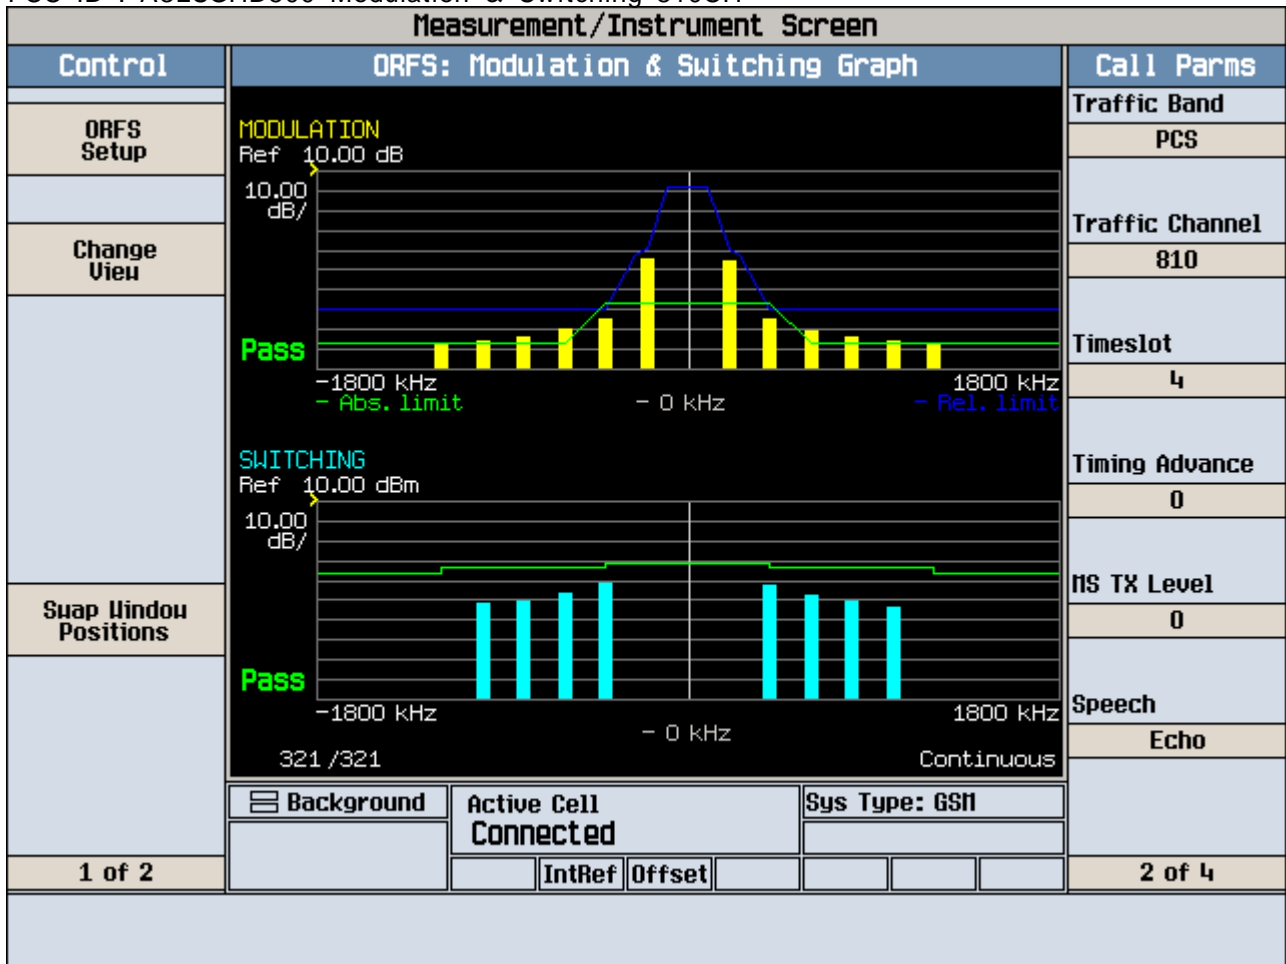 Measurement/Instrument Screen
Control
ORFS: Modulation & Switching Graph
Call Parms
ORFS
Setup
Change
View
Swap Window
Positions
1 of 2
MODULATION
Ref 10.00 dB
10.00
dB/
Pass
-1800 kHz
1800 kHz
- Abs. limit
- 0 kHz
- Rel. limit
SWITCHING
Ref 10.00 dBm
10.00
dB/
Pass
-1800 kHz
1800 kHz
- 0 kHz
321 /321
Continuous
Background
Active Cell
Connected
Sys Type: GSM
IntRef
Offset
Traffic Band
PCS
Traffic Channel
810
Timeslot
4
Timing Advance
0
MS TX Level
0
Speech
Echo
2 of 4